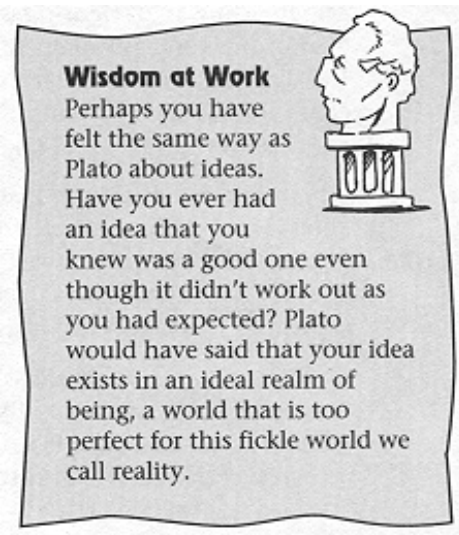 Wisdom at Work
Perhaps you have
felt the same way as
Plato about ideas.
Have you ever had
an idea that you
knew was a good one even
though it didn't work out as
you had expected? Plato
would have said that your idea
exists in an ideal realm of
being, a world that is too
perfect for this fickle world we
call reality.